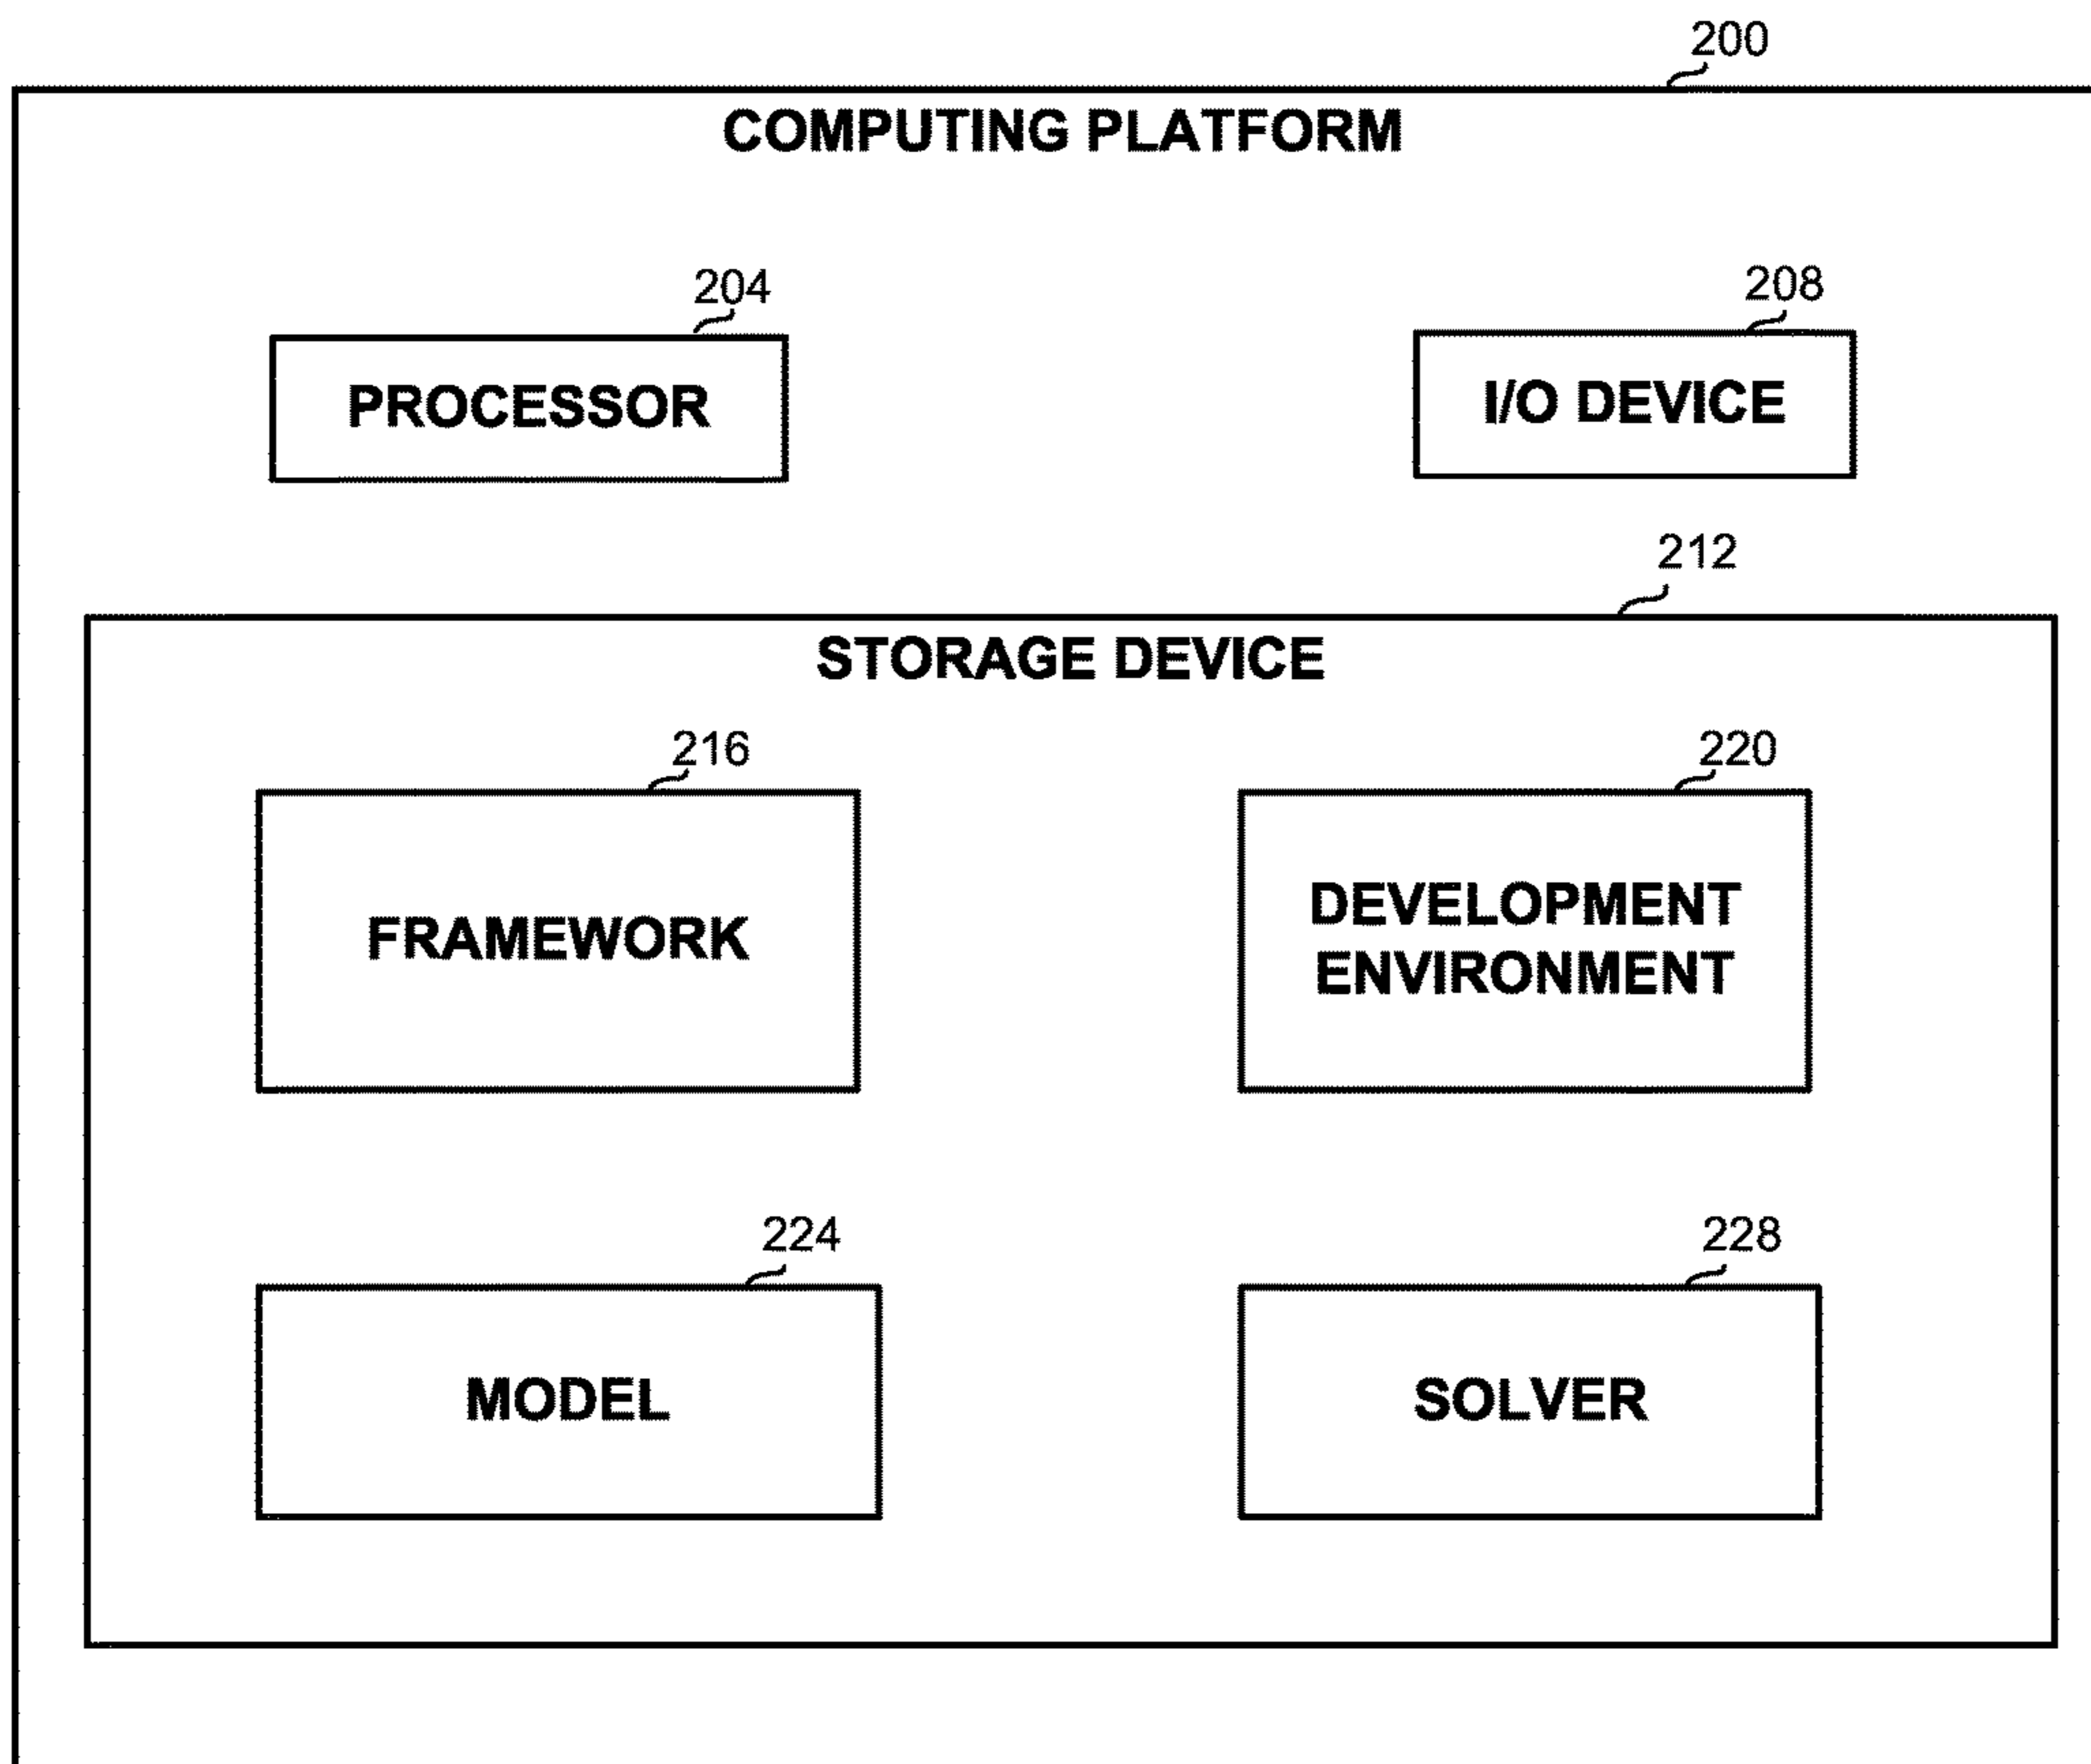 200
COMPUTING PLATFORM
204
208
PROCESSOR
I/O DEVICE
212
STORAGE DEVICE
216
220
FRAMEWORK
DEVELOPMENT
ENVIRONMENT
224
228
MODEL
SOLVER